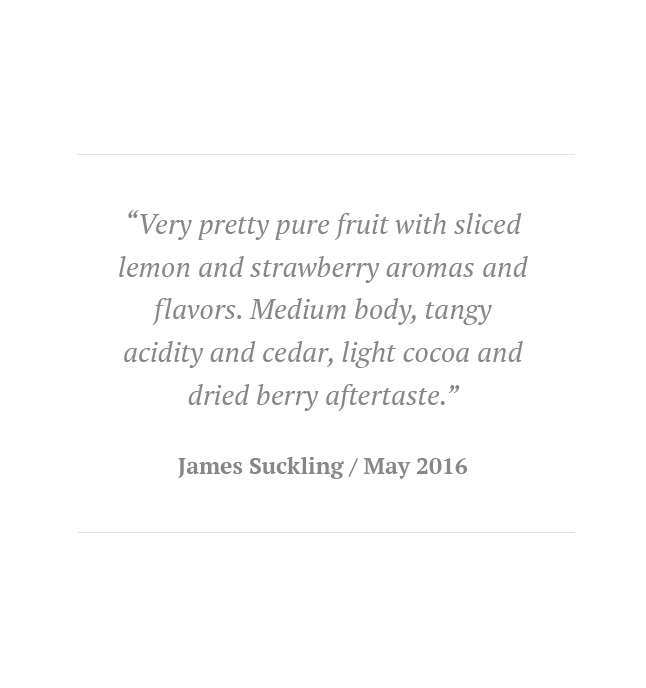 “Very pretty pure fruit with sliced
lemon and strawberry aromas and
flavors. Medium body, tangy
acidity and cedar, light cocoa and
dried berry aftertaste.”
James Suckling / May 2016